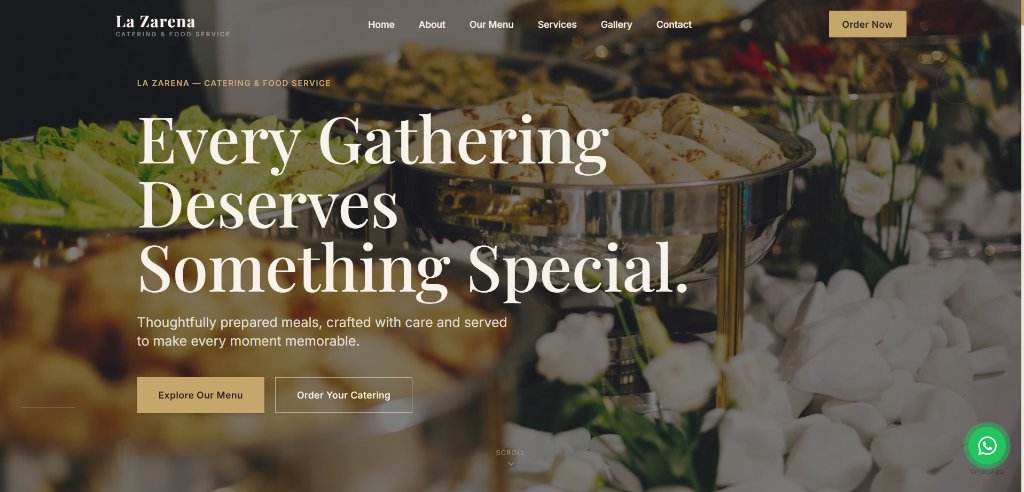 La Zarena
CATERING & FOOD SERVICE
Home About Our Menu Services Gallery Contact
Order Now
LA ZARENA — CATERING & FOOD SERVICE
Every Gathering
Deserves
Something Special.
Thoughtfully prepared meals, crafted with care and served
to make every moment memorable.
Explore Our Menu Order Your Catering
SCROLL
WhatsApp